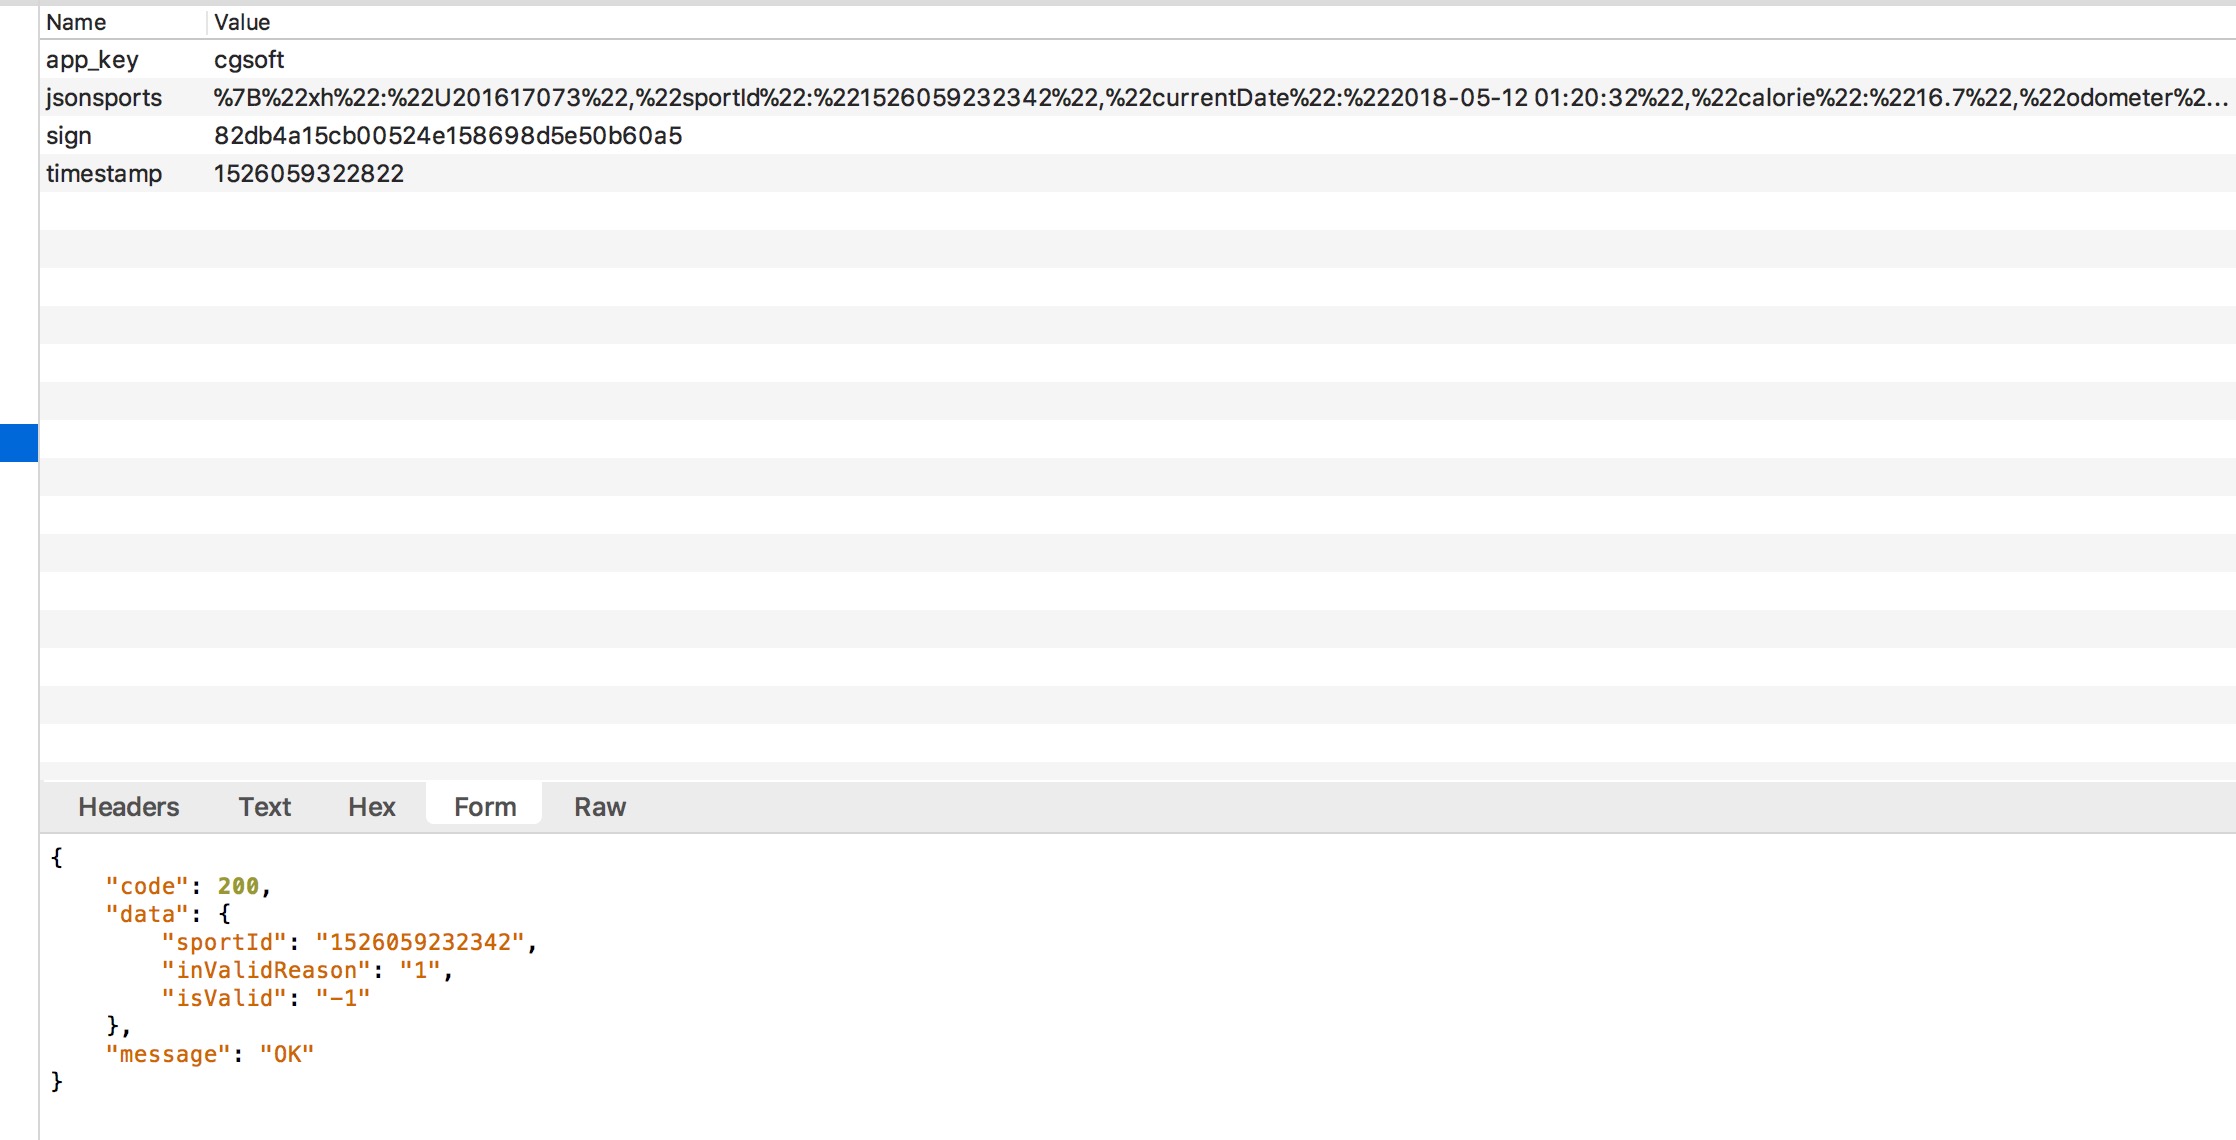 Name Value
app_key cgsoft
jsonsports %7B%22xh%22:%22U201617073%22,%22sportId%22:%221526059232342%22,%22currentDate%22:%222018-05-12 01:20:32%22,%22calorie%22:%2216.7%22,%22odometer%2...
sign 82db4a15cb00524e158698d5e50b60a5
timestamp 1526059322822
Headers Text Hex Form Raw
{
"code": 200,
"data": {
"sportId": "1526059232342",
"inValidReason": "1",
"isValid": "-1"
},
"message": "OK"
}